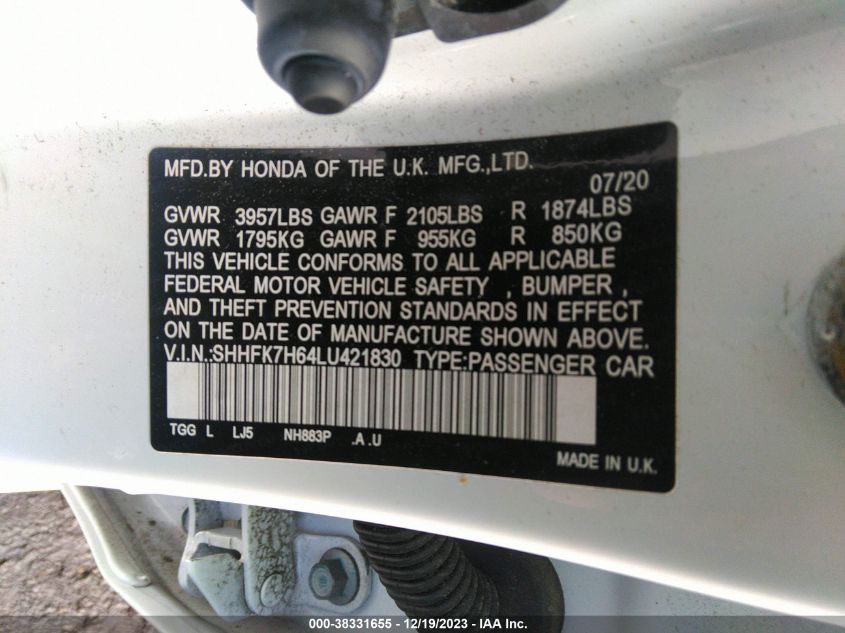 MFD.BY HONDA OF THE U.K. MFG.,LTD.
07/20
GVWR 3957LBS GAWR F 2105LBS R 1874LBS
GVWR 1795KG GAWR F 955KG R 850KG
THIS VEHICLE CONFORMS TO ALL APPLICABLE
FEDERAL MOTOR VEHICLE SAFETY , BUMPER ,
AND THEFT PREVENTION STANDARDS IN EFFECT
ON THE DATE OF MANUFACTURE SHOWN ABOVE.
V.I.N.:SHHFK7H64LU421830 TYPE:PASSENGER CAR
TGG L LJ5 NH883P .A .U
MADE IN U.K.
000-38331655 - 12/19/2023 - IAA Inc.